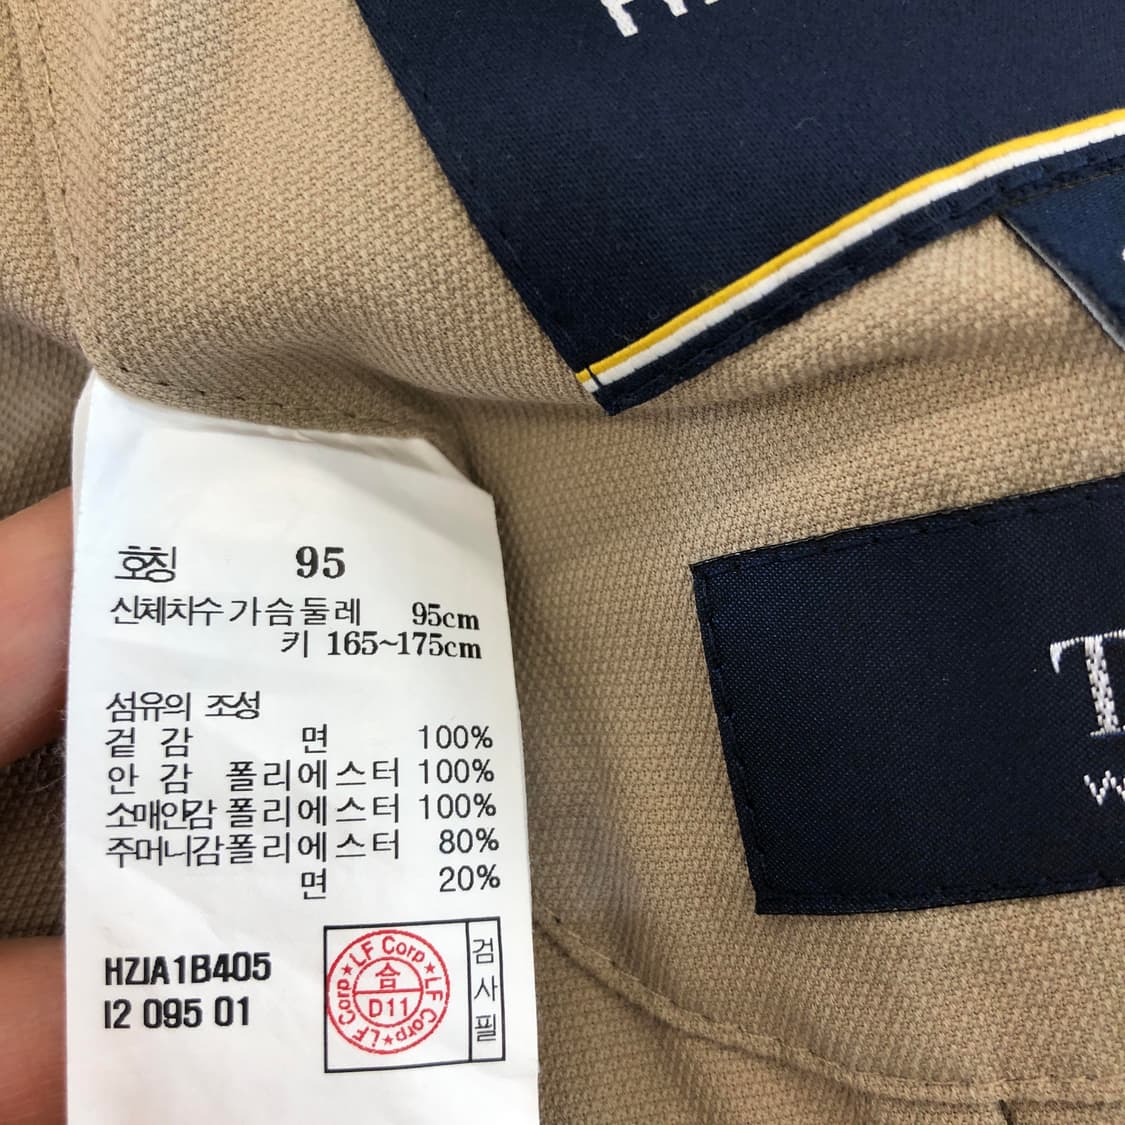 호칭 95
신체치수 가슴둘레 95cm
키 165~175cm
섬유의 조성
겉 감 면 100%
안 감 폴리에스터 100%
소매안감 폴리에스터 100%
주머니감 폴리에스터 80%
면 20%
HZJA1B405
I2 095 01
LF Corp★LF Corp★LF Corp★
合
D11
검사필